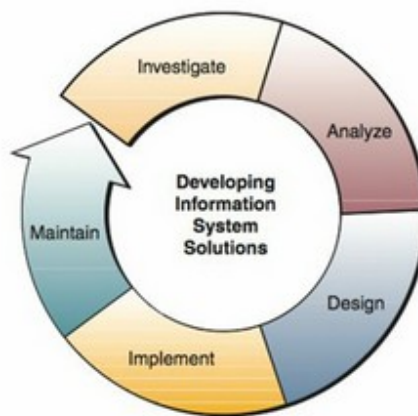 Investigate
Analyze
Developing
Information
System
Solutions
Maintain
Design
Implement